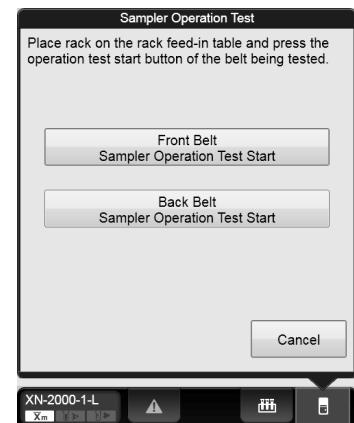 Sampler Operation Test
Place rack on the rack feed-in table and press the
operation test start button of the belt being tested.
Front Belt
Sampler Operation Test Start
Back Belt
Sampler Operation Test Start
Cancel
XN-2000-1-L